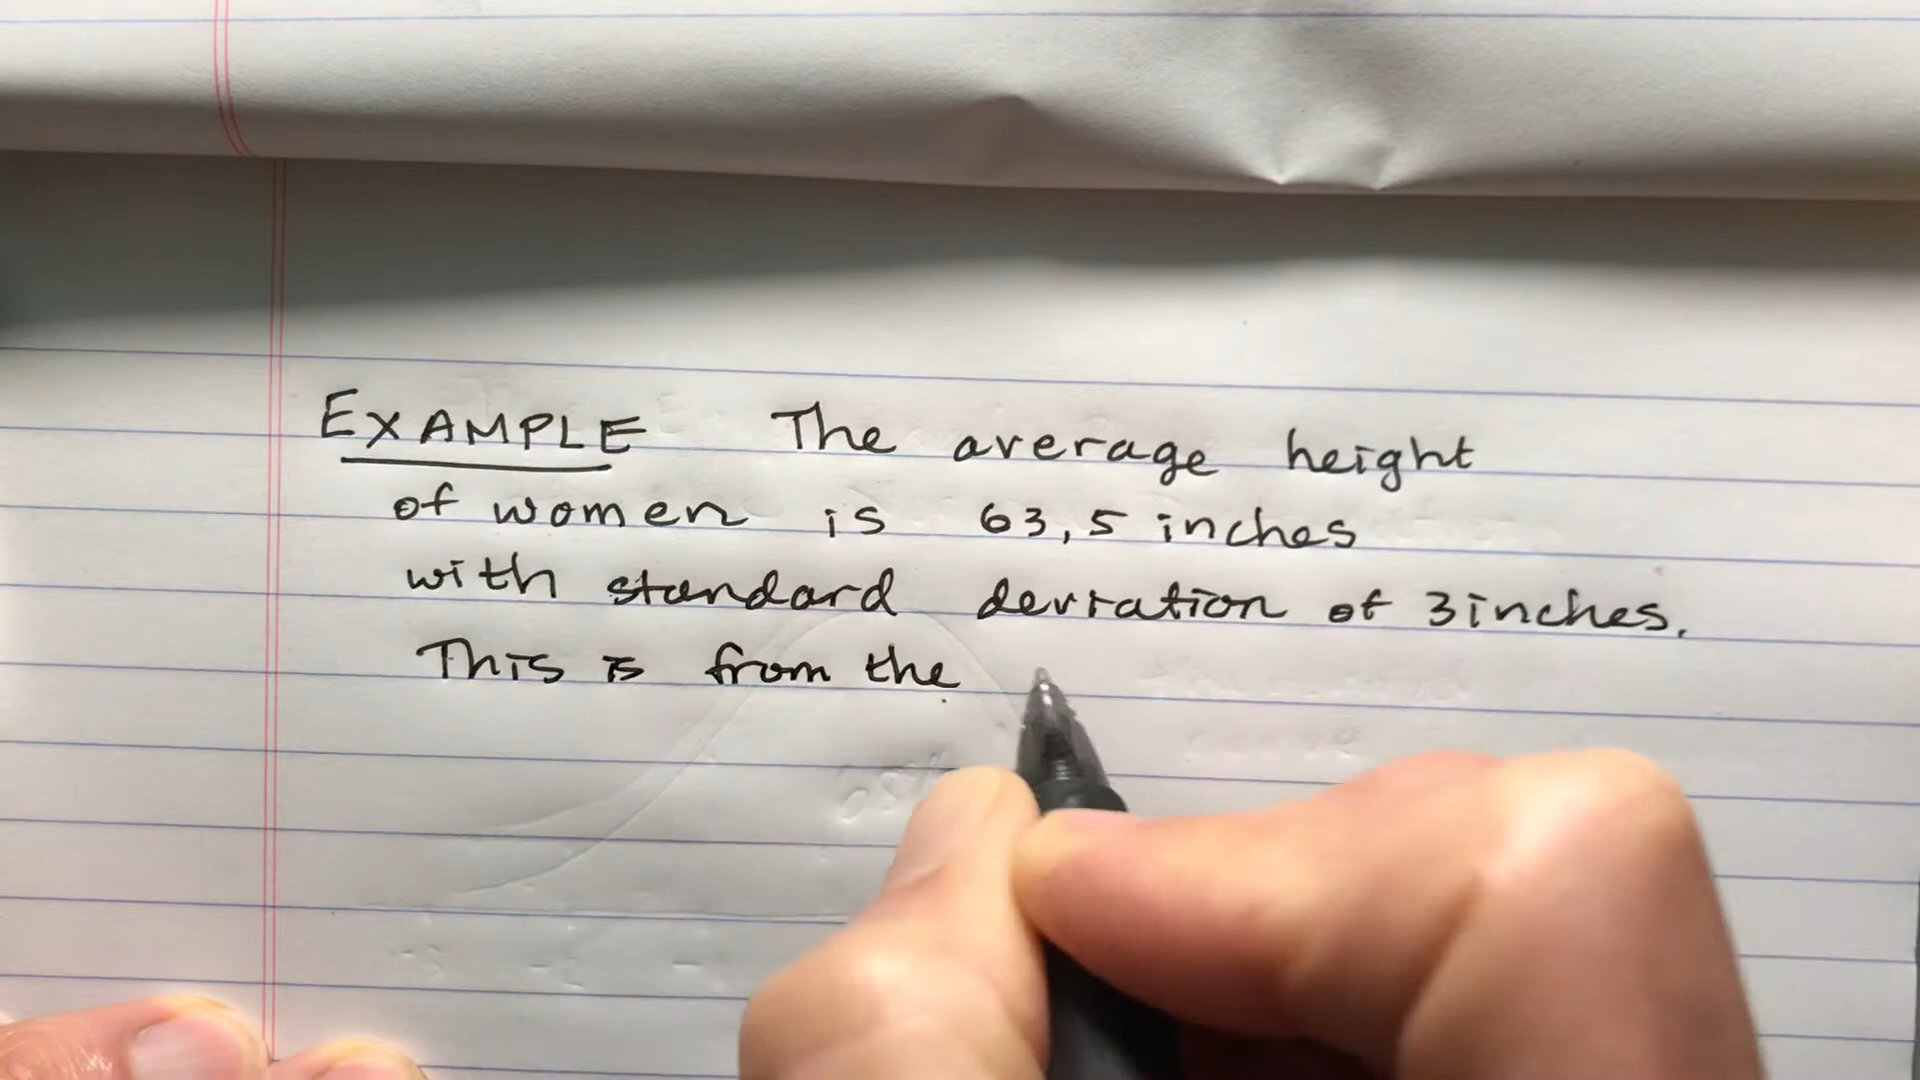 EXAMPLE The average height
of women is 63,5 inches
with standard deviation of 3 inches.
This is from the